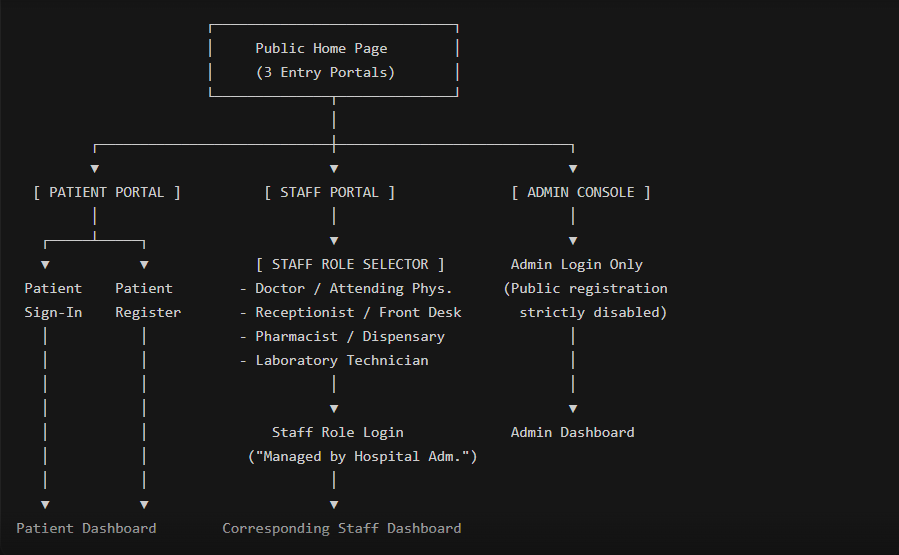 Public Home Page
(3 Entry Portals)
[ PATIENT PORTAL ] [ STAFF PORTAL ] [ ADMIN CONSOLE ]
[ STAFF ROLE SELECTOR ] Admin Login Only
Patient Patient - Doctor / Attending Phys. (Public registration
Sign-In Register - Receptionist / Front Desk strictly disabled)
- Pharmacist / Dispensary
- Laboratory Technician
Staff Role Login Admin Dashboard
("Managed by Hospital Adm.")
Patient Dashboard Corresponding Staff Dashboard